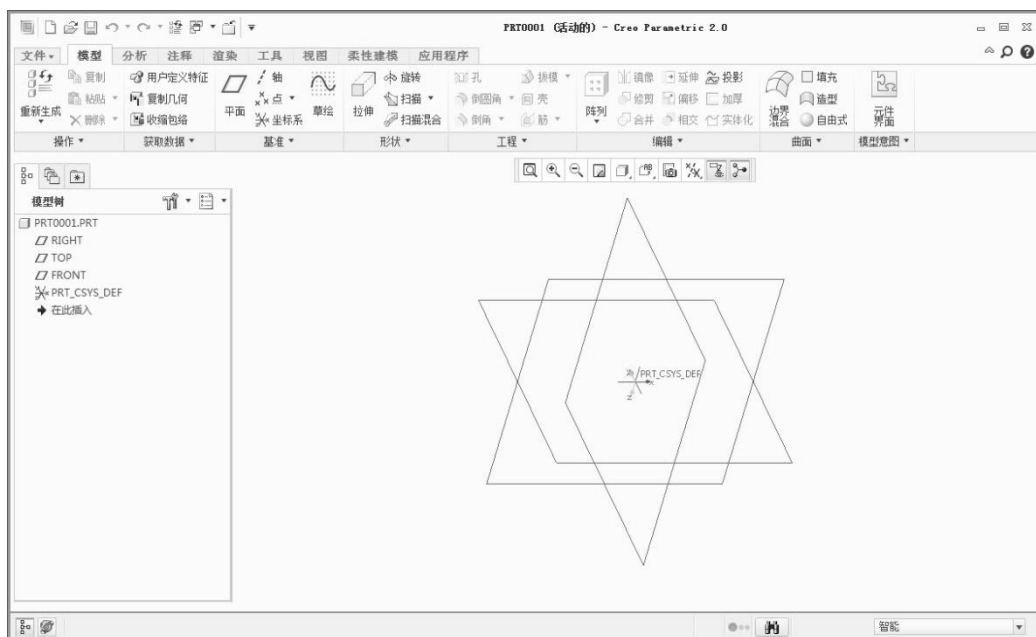 PRT0001 (活动的) - Creo Parametric 2.0
文件 模型 分析 注释 渲染 工具 视图 柔性建模 应用程序
复制 用户定义特征 轴 旋转 孔 拔模 镜像 延伸 投影 填充
重新生成 粘贴 复制几何 平面 点 草绘 拉伸 扫描 倒圆角 壳 阵列 修剪 偏移 加厚 边界混合 造型 元件界面
删除 收缩包络 坐标系 扫描混合 倒角 筋 合并 相交 实体化 自由式
操作 获取数据 基准 形状 工程 编辑 曲面 模型意图
模型树
PRT0001.PRT
RIGHT
TOP
FRONT
PRT_CSYS_DEF
在此插入
PRT_CSYS_DEF
X
Z
智能